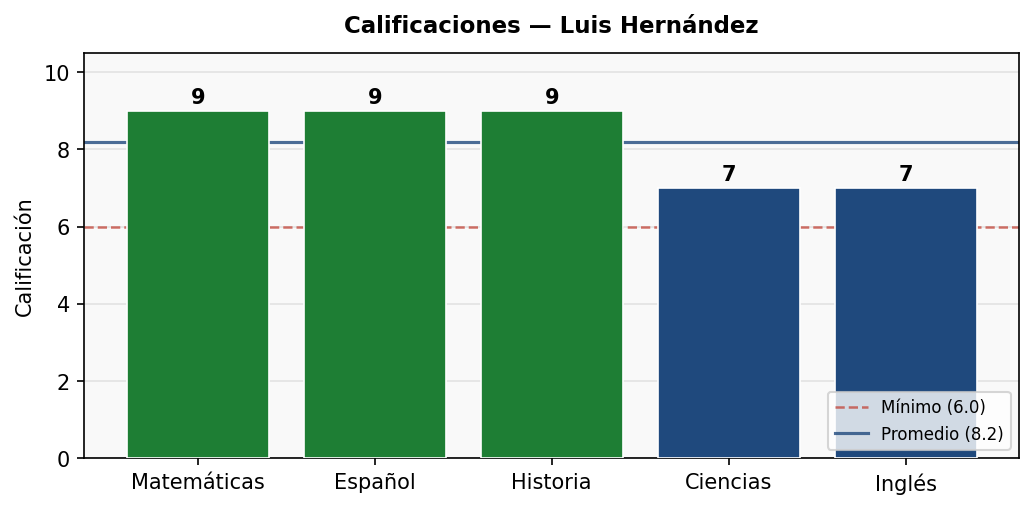 Calificaciones — Luis Hernández
Calificación
10
8
6
4
2
0
9
9
9
7
7
Matemáticas
Español
Historia
Ciencias
Inglés
Mínimo (6.0)
Promedio (8.2)